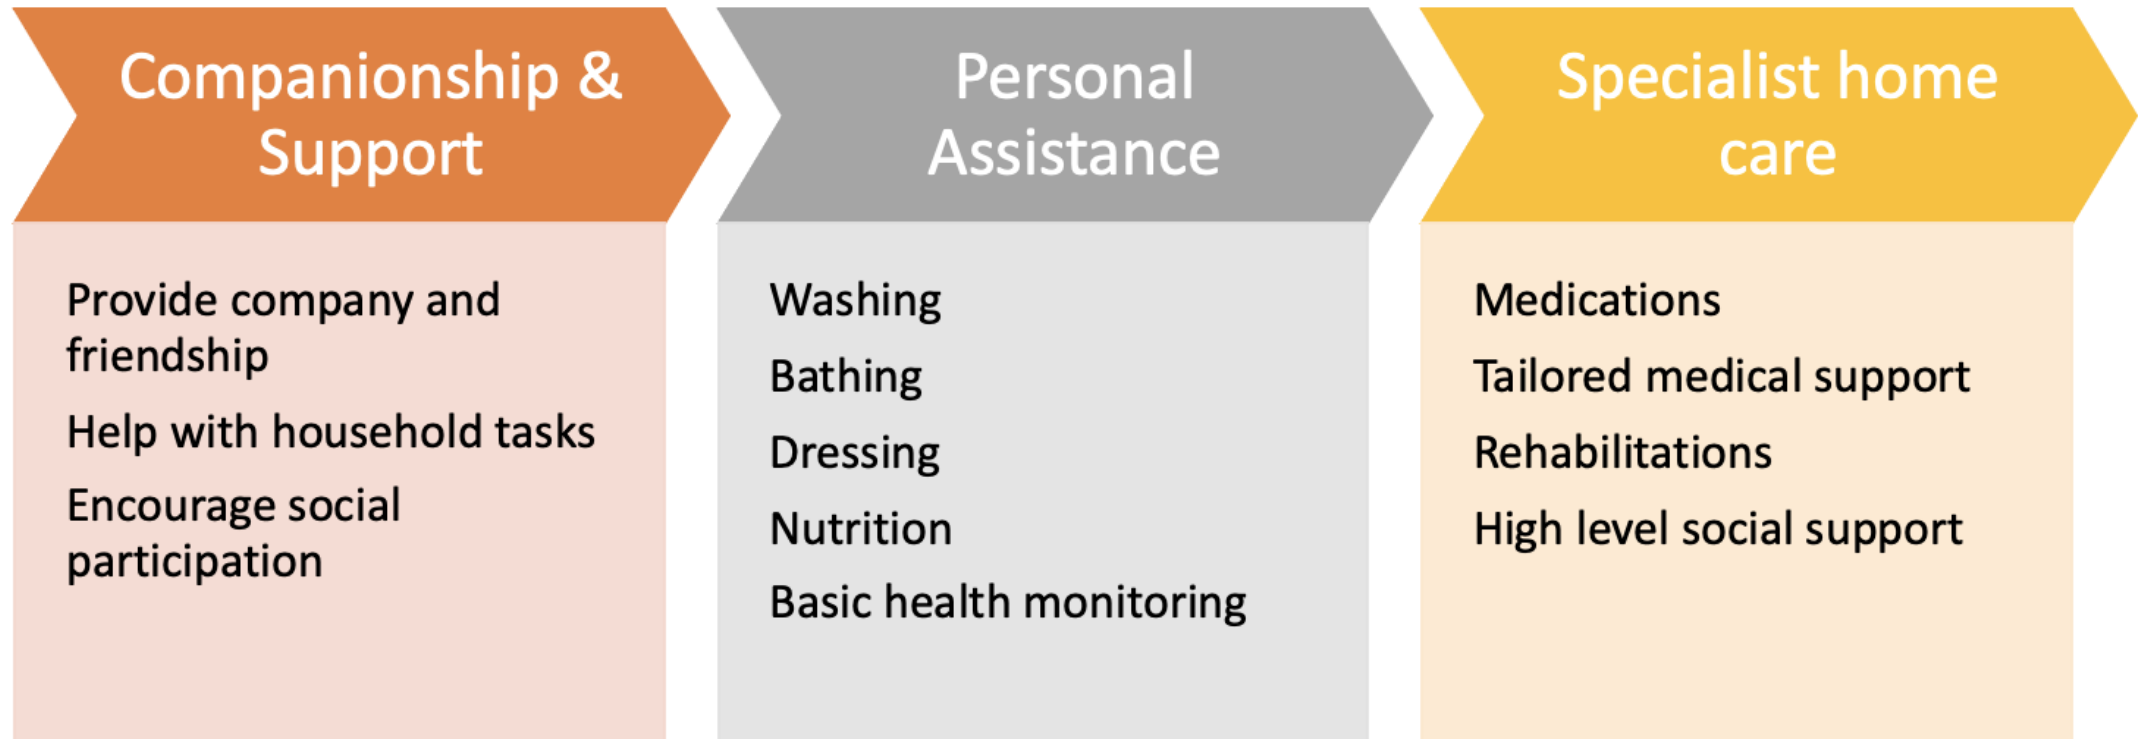 Companionship &
Support
Provide company and
friendship
Help with household tasks
Encourage social
participation
Personal
Assistance
Washing
Bathing
Dressing
Nutrition
Basic health monitoring
Specialist home
care
Medications
Tailored medical support
Rehabilitations
High level social support